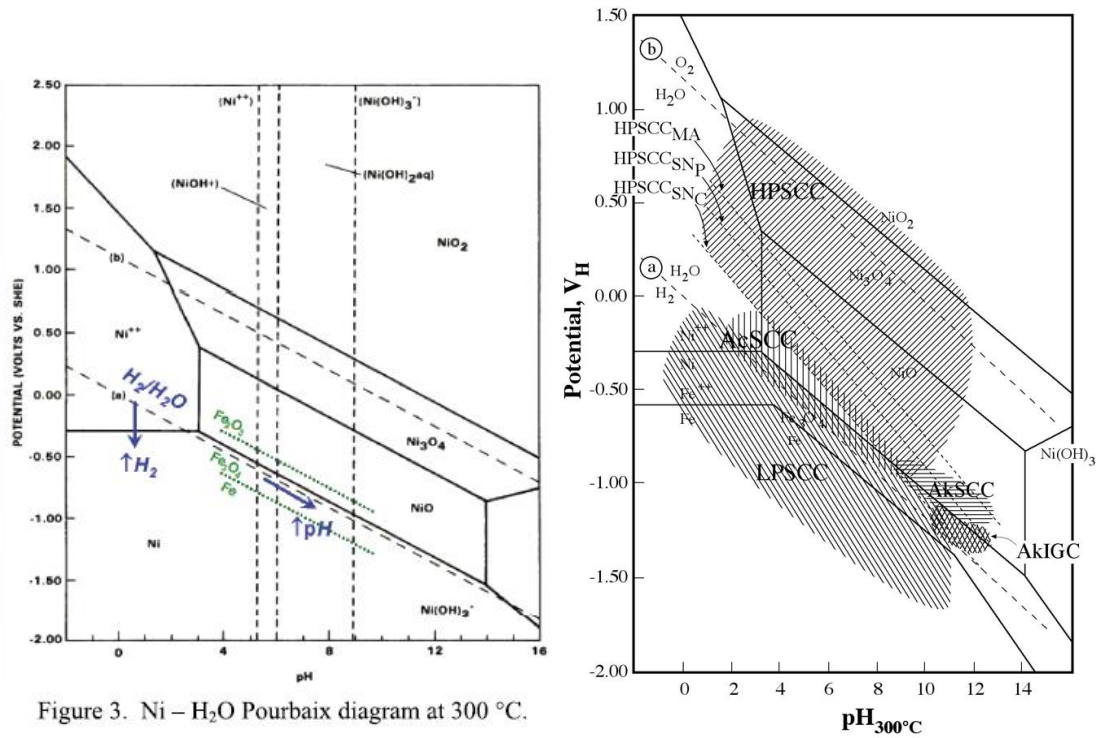 2.50
2.00
1.50
1.00
0.50
0.00
-0.50
-1.00
-1.50
-2.00
POTENTIAL (VOLTS VS. SHE)
(Ni++)
(Ni(OH)3-)
(NiOH+)
(Ni(OH)2aq)
NiO2
(b)
Ni++
(a)
H2/H2O
↑H2
Fe2O3
Fe3O4
Fe
Ni3O4
NiO
↑pH
Ni
Ni(OH)3-
0 4 8 12 16
pH
Figure 3. Ni – H2O Pourbaix diagram at 300 °C.
1.50
1.00
0.50
0.00
-0.50
-1.00
-1.50
-2.00
Potential, VH
b
O2
H2O
HPSCCMA
HPSCCSNP
HPSCCSNC
HPSCC
NiO2
a
H2O
H2
Ni3O4
Ni++
Ni
AcSCC
NiO
Fe++
Fe
Fe3O4
Fe
Ni(OH)3
LPSCC
AkSCC
AkIGC
0 2 4 6 8 10 12 14
pH300°C